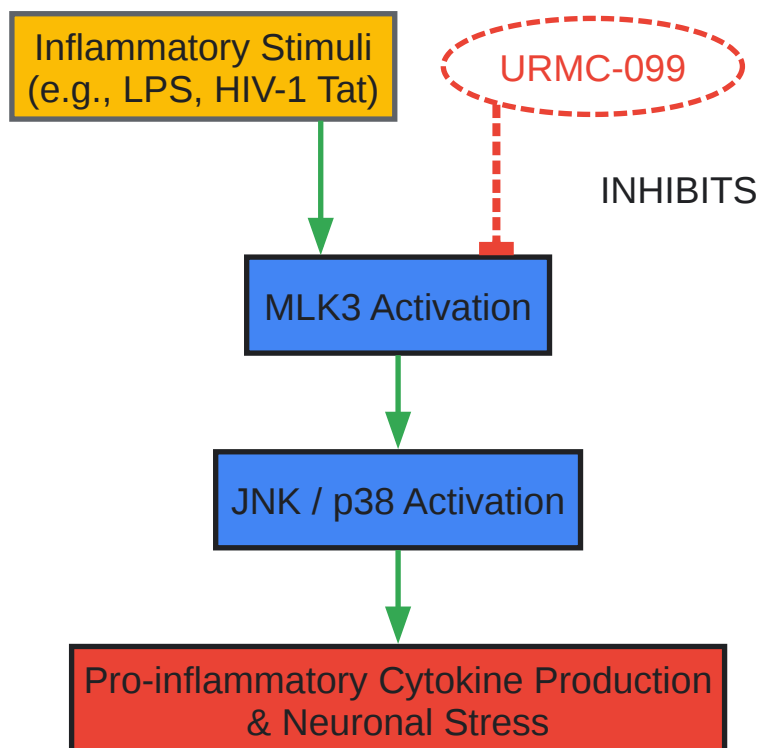 Inflammatory Stimuli
(e.g., LPS, HIV-1 Tat)
URMC-099
INHIBITS
MLK3 Activation
JNK / p38 Activation
Pro-inflammatory Cytokine Production
& Neuronal Stress